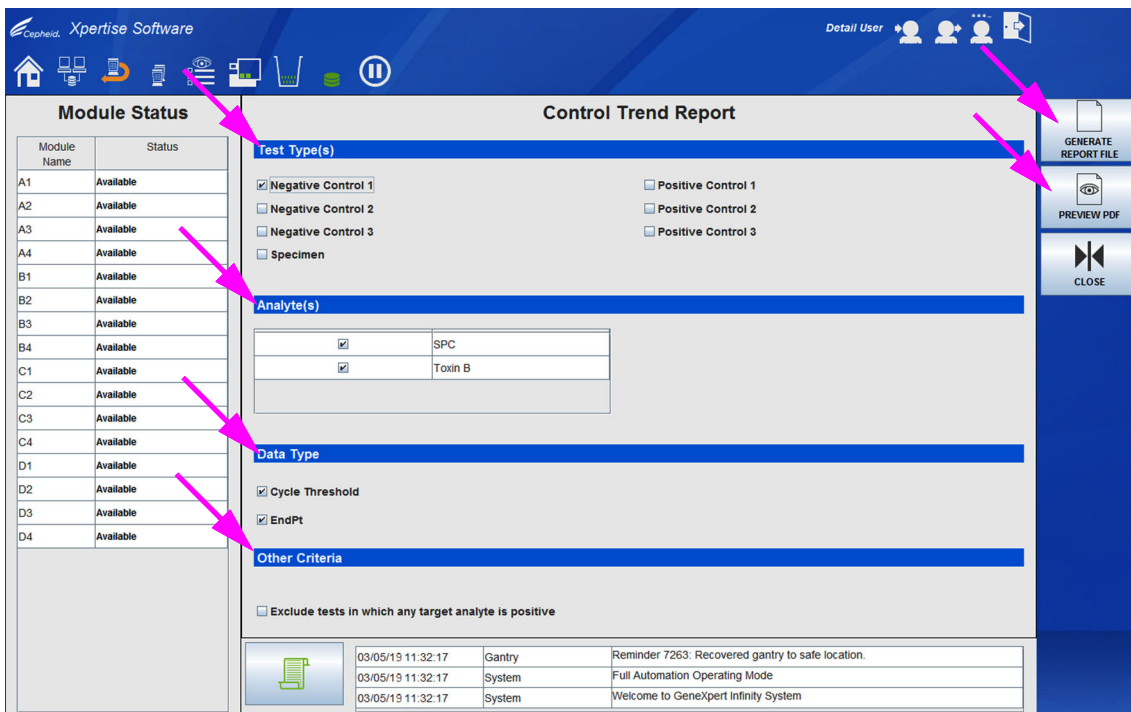 Cepheid. Xpertise Software
Detail User
Module Status
Module Name Status
A1 Available
A2 Available
A3 Available
A4 Available
B1 Available
B2 Available
B3 Available
B4 Available
C1 Available
C2 Available
C3 Available
C4 Available
D1 Available
D2 Available
D3 Available
D4 Available
Control Trend Report
Test Type(s)
Negative Control 1 Positive Control 1
Negative Control 2 Positive Control 2
Negative Control 3 Positive Control 3
Specimen
Analyte(s)
SPC
Toxin B
Data Type
Cycle Threshold
EndPt
Other Criteria
Exclude tests in which any target analyte is positive
03/05/19 11:32:17 Gantry Reminder 7263: Recovered gantry to safe location.
03/05/19 11:32:17 System Full Automation Operating Mode
03/05/19 11:32:17 System Welcome to GeneXpert Infinity System
GENERATE
REPORT FILE
PREVIEW PDF
CLOSE